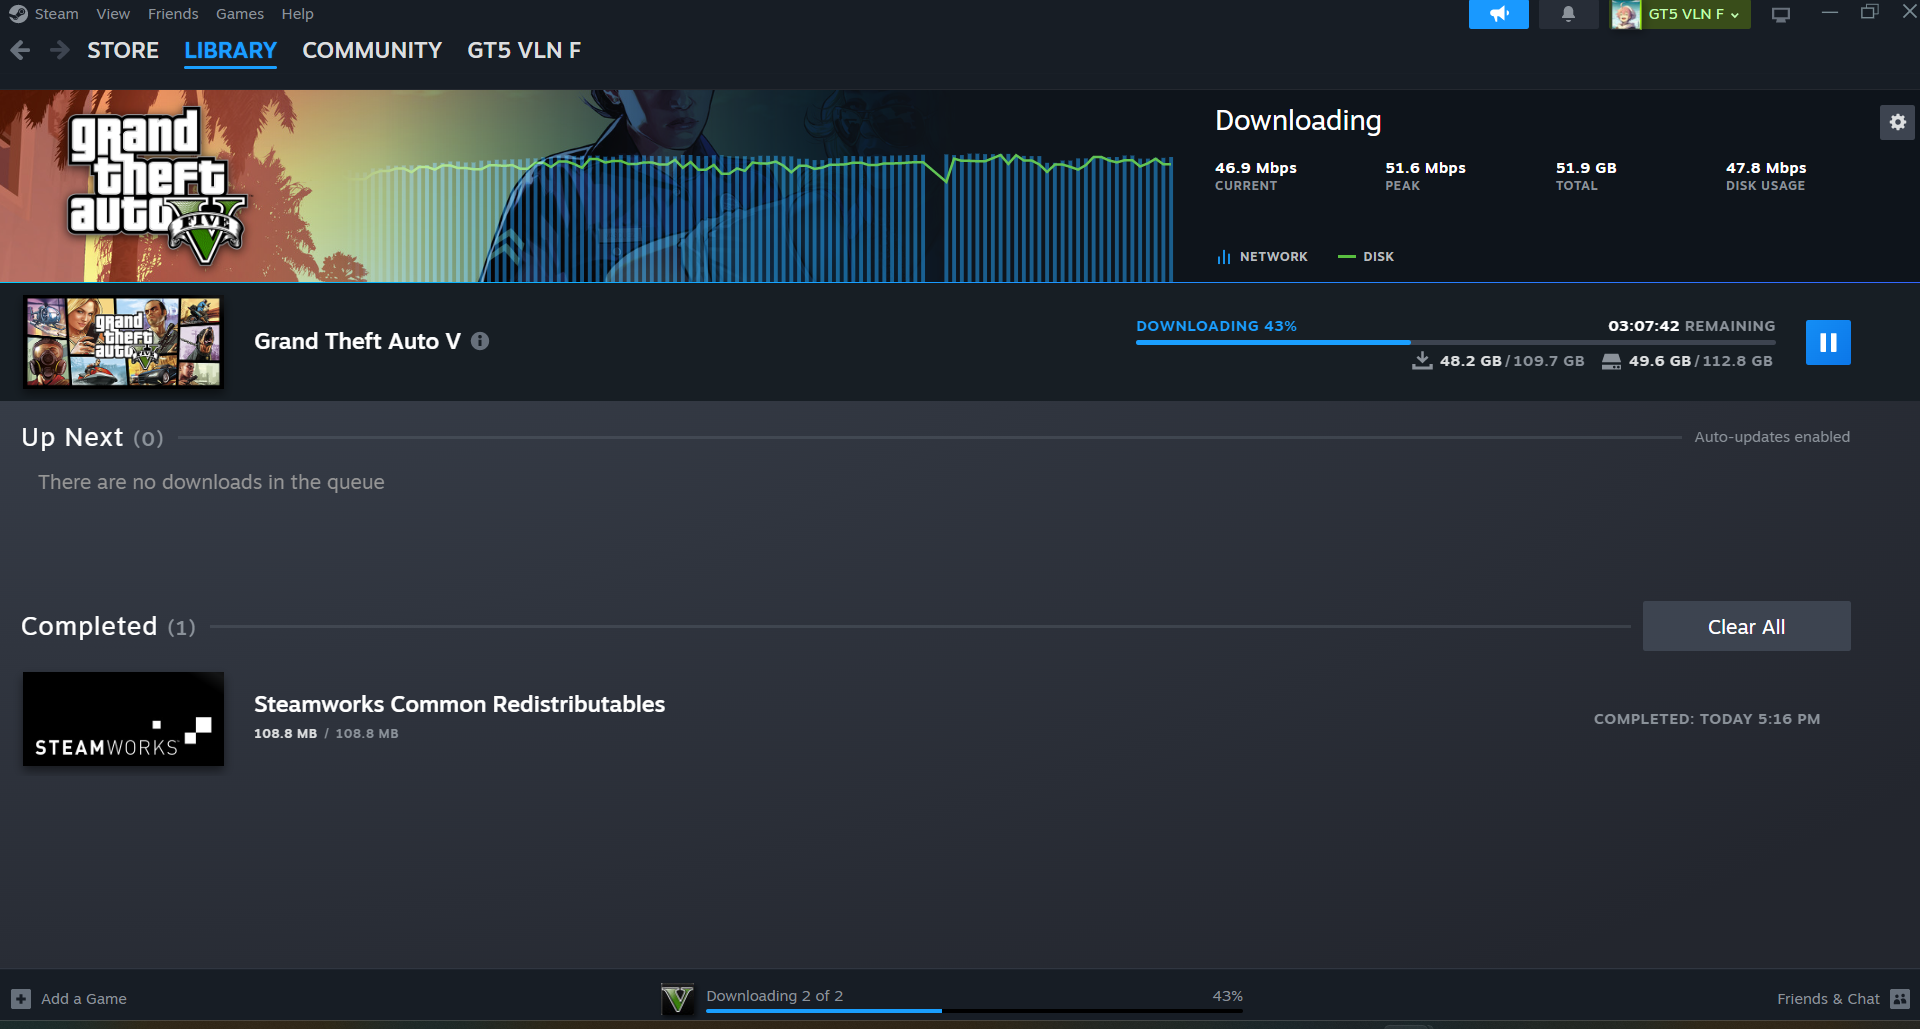 Steam View Friends Games Help
GT5 VLN F
STORE LIBRARY COMMUNITY GT5 VLN F
grand
theft
auto
FIVE
Downloading
46.9 Mbps 51.6 Mbps 51.9 GB 47.8 Mbps
CURRENT PEAK TOTAL DISK USAGE
NETWORK DISK
grand
theft
auto
Grand Theft Auto V
DOWNLOADING 43% 03:07:42 REMAINING
48.2 GB / 109.7 GB 49.6 GB / 112.8 GB
Up Next (0) Auto-updates enabled
There are no downloads in the queue
Completed (1) Clear All
STEAMWORKS
Steamworks Common Redistributables
108.8 MB / 108.8 MB
COMPLETED: TODAY 5:16 PM
Add a Game
Downloading 2 of 2 43%
Friends & Chat